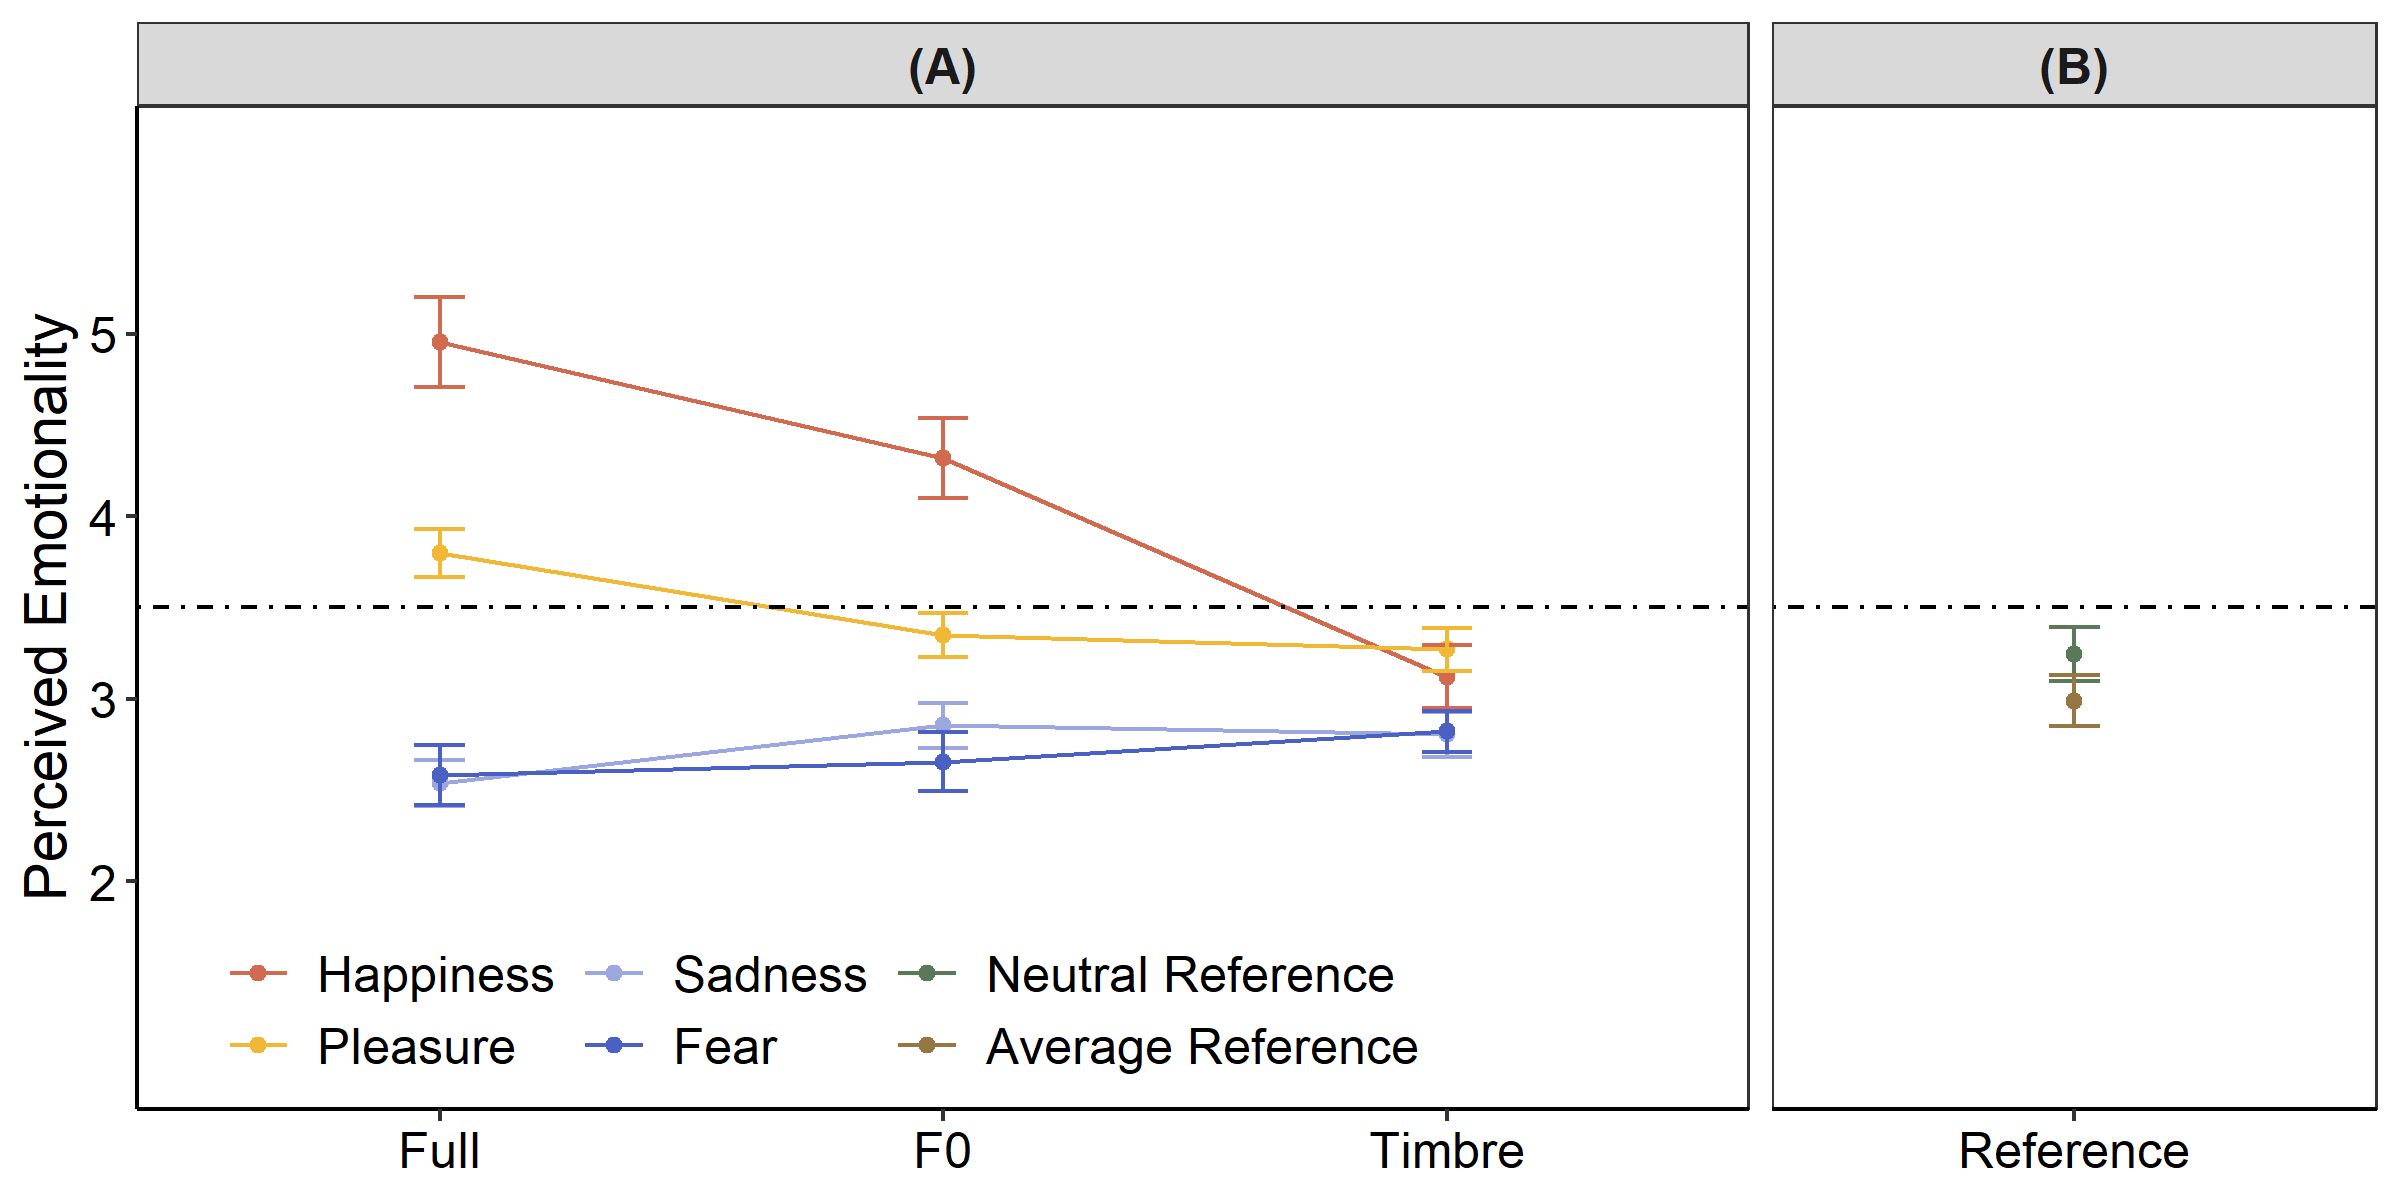 (A)
(B)
Perceived Emotionality
5
4
3
2
Happiness
Sadness
Neutral Reference
Pleasure
Fear
Average Reference
Full
F0
Timbre
Reference